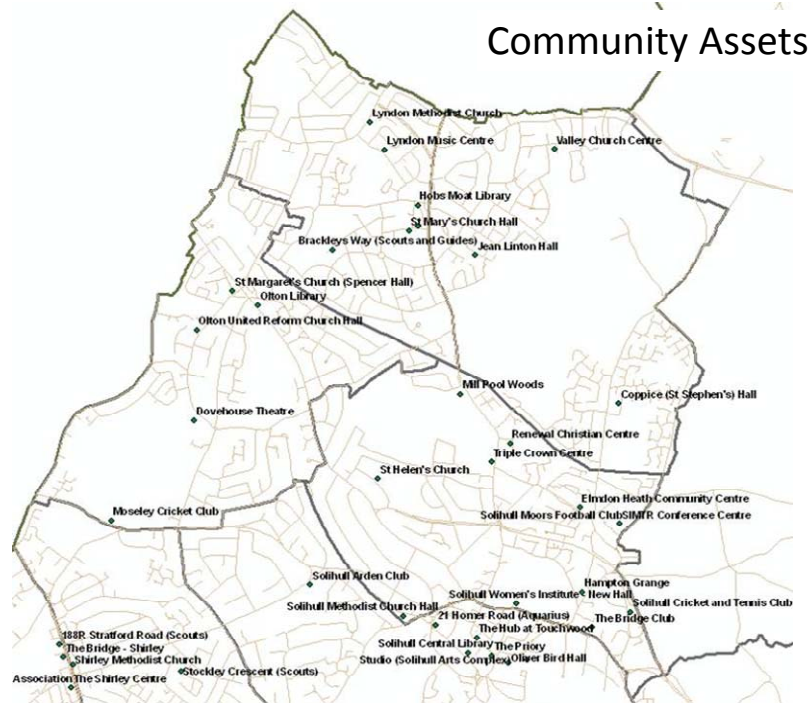 Community Assets
Lyndon Methodist Church
Lyndon Music Centre
Valley Church Centre
Hobs Moat Library
St Mary's Church Hall
Brackleys Way (Scouts and Guides)
Jean Linton Hall
St Margaret's Church (Spencer Hall)
Olton Library
Olton United Reform Church Hall
Mill Pool Woods
Coppice (St Stephen's) Hall
Dovehouse Theatre
Renewal Christian Centre
Triple Crown Centre
St Helen's Church
Elmdon Heath Community Centre
Moseley Cricket Club
Solihull Moors Football Club
SIMTR Conference Centre
Solihull Arden Club
Hampton Grange
Solihull Women's Institute
New Hall
Solihull Methodist Church Hall
Solihull Cricket and Tennis Club
21 Homer Road (Aquarius)
The Bridge Club
188R Stratford Road (Scouts)
The Hub at Touchwood
Solihull Central Library
The Priory
The Bridge - Shirley
Shirley Methodist Church
Studio (Solihull Arts Complex)
Oliver Bird Hall
Stockley Crescent (Scouts)
Association
The Shirley Centre